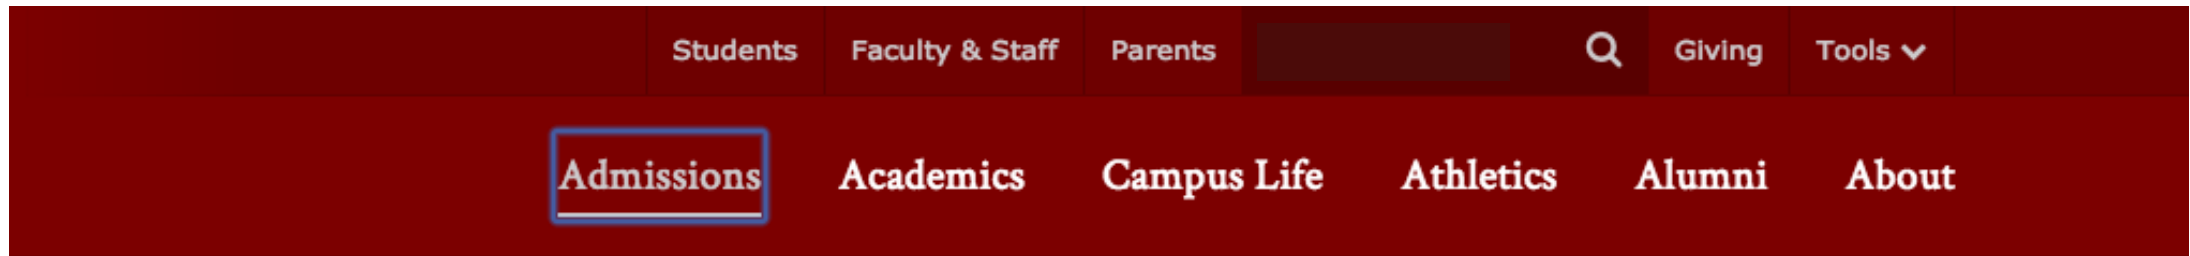 Students Faculty & Staff Parents Giving Tools
Admissions Academics Campus Life Athletics Alumni About